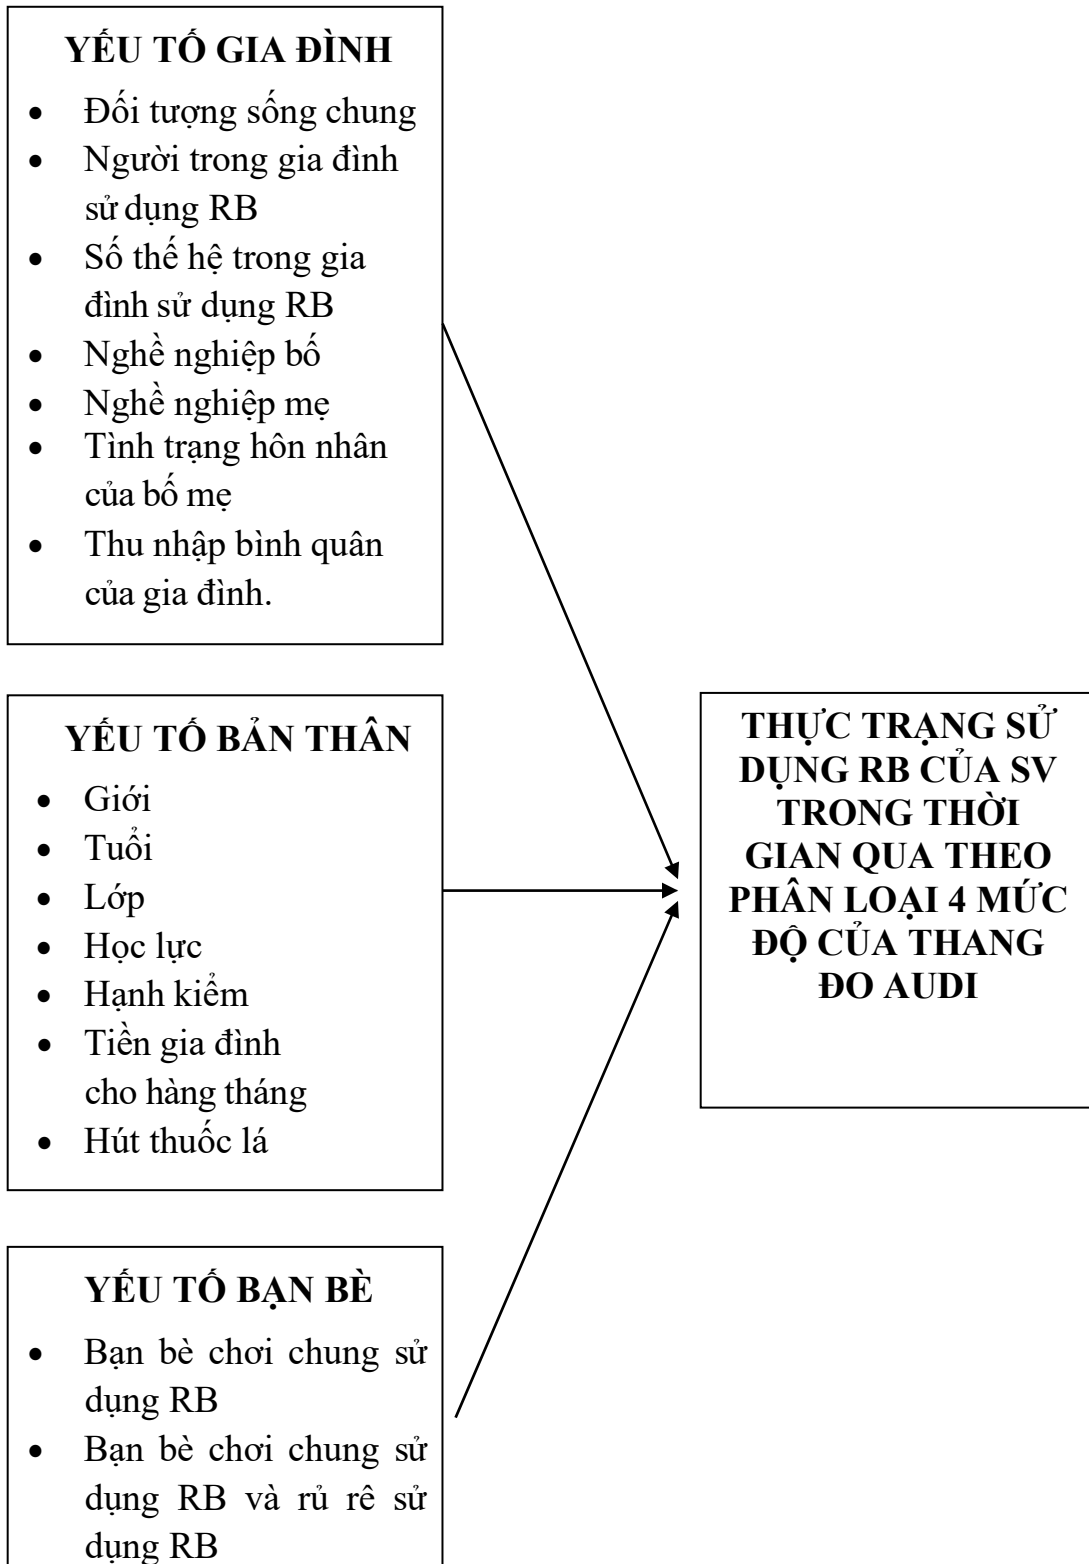 YẾU TỐ GIA ĐÌNH
• Đối tượng sống chung
• Người trong gia đình
sử dụng RB
• Số thế hệ trong gia
đình sử dụng RB
• Nghề nghiệp bố
• Nghề nghiệp mẹ
• Tình trạng hôn nhân
của bố mẹ
• Thu nhập bình quân
của gia đình.
YẾU TỐ BẢN THÂN
• Giới
• Tuổi
• Lớp
• Học lực
• Hạnh kiểm
• Tiền gia đình
cho hàng tháng
• Hút thuốc lá
THỰC TRẠNG SỬ
DỤNG RB CỦA SV
TRONG THỜI
GIAN QUA THEO
PHÂN LOẠI 4 MỨC
ĐỘ CỦA THANG
ĐO AUDI
YẾU TỐ BẠN BÈ
• Bạn bè chơi chung sử
dụng RB
• Bạn bè chơi chung sử
dụng RB và rủ rê sử
dụng RB